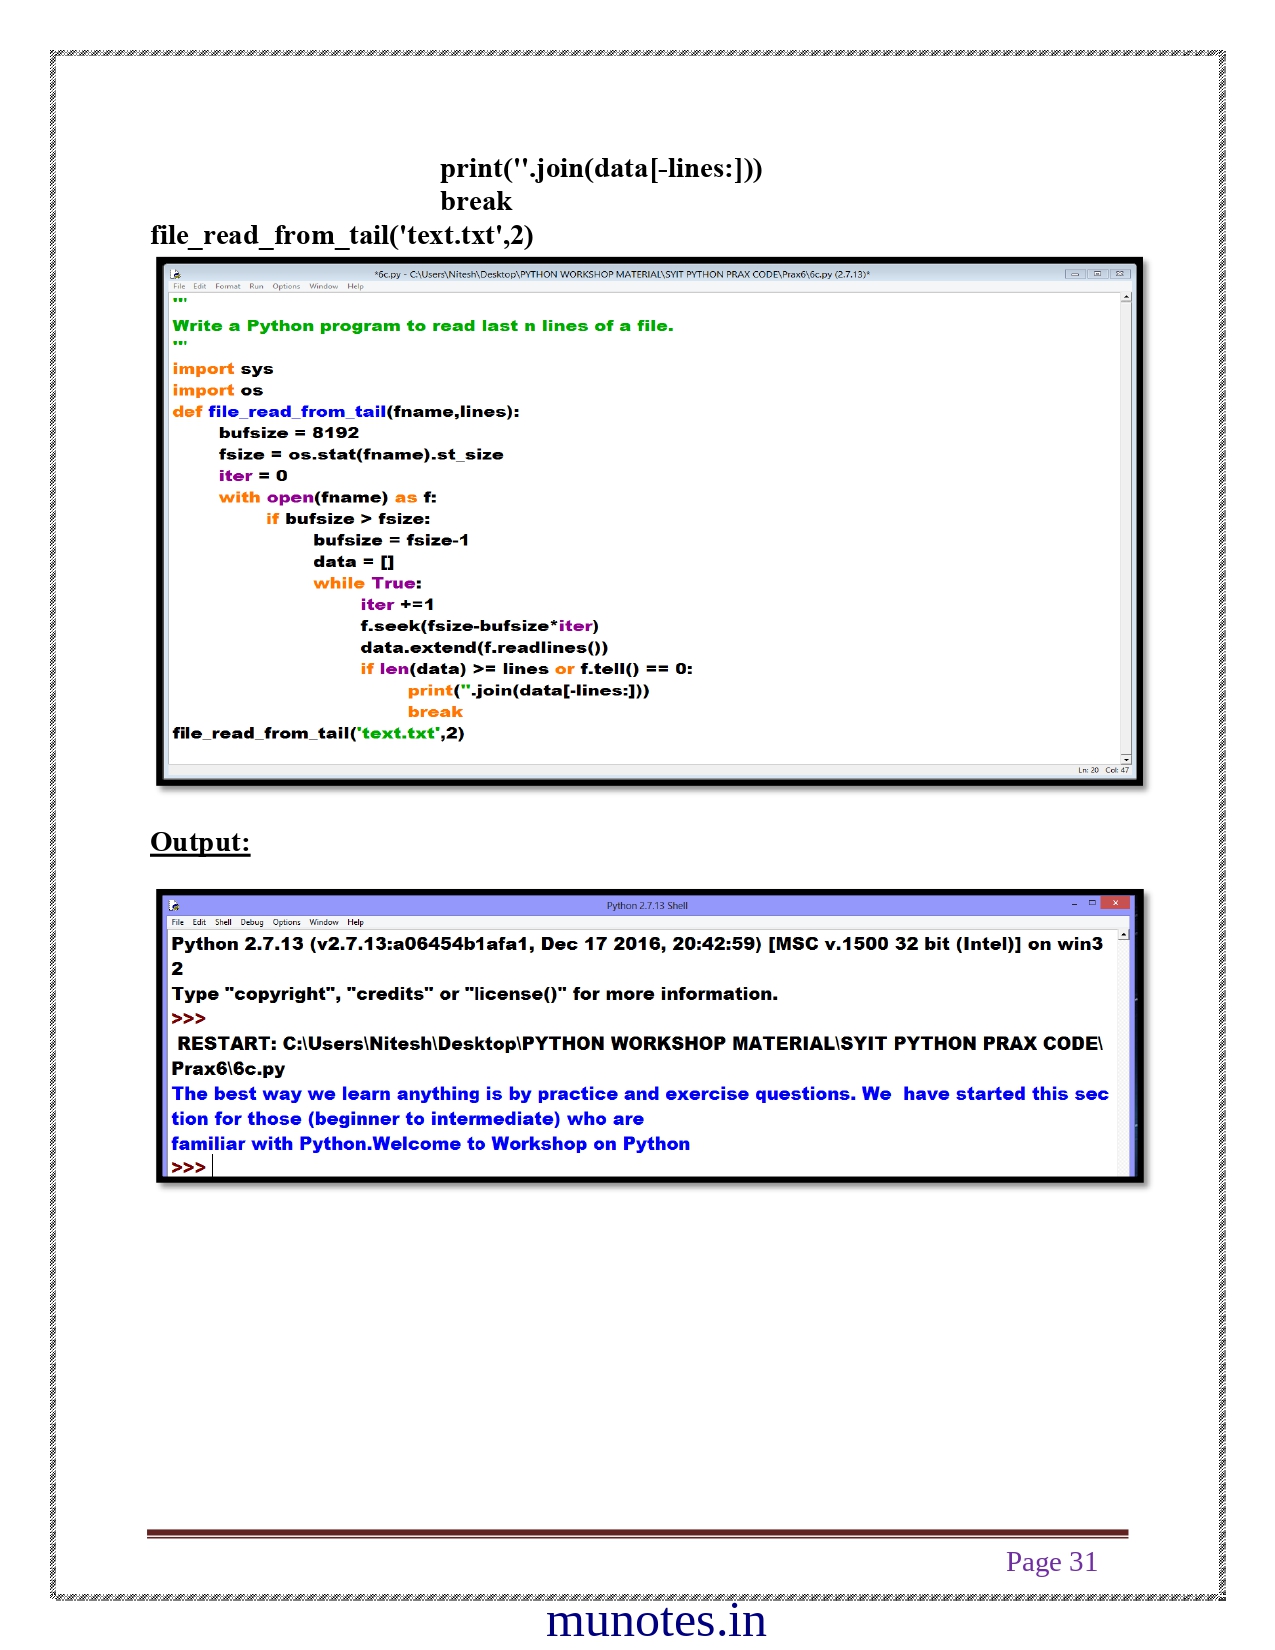 print(''.join(data[-lines:]))
break
file_read_from_tail('text.txt',2)
*6c.py - C:\Users\Nitesh\Desktop\PYTHON WORKSHOP MATERIAL\SYIT PYTHON PRAX CODE\Prax6\6c.py (2.7.13)*
File Edit Format Run Options Window Help
'''
Write a Python program to read last n lines of a file.
'''
import sys
import os
def file_read_from_tail(fname,lines):
bufsize = 8192
fsize = os.stat(fname).st_size
iter = 0
with open(fname) as f:
if bufsize > fsize:
bufsize = fsize-1
data = []
while True:
iter +=1
f.seek(fsize-bufsize*iter)
data.extend(f.readlines())
if len(data) >= lines or f.tell() == 0:
print(''.join(data[-lines:]))
break
file_read_from_tail('text.txt',2)
Ln: 20 Col: 47
Output:
Python 2.7.13 Shell
File Edit Shell Debug Options Window Help
Python 2.7.13 (v2.7.13:a06454b1afa1, Dec 17 2016, 20:42:59) [MSC v.1500 32 bit (Intel)] on win3
2
Type "copyright", "credits" or "license()" for more information.
>>>
RESTART: C:\Users\Nitesh\Desktop\PYTHON WORKSHOP MATERIAL\SYIT PYTHON PRAX CODE\
Prax6\6c.py
The best way we learn anything is by practice and exercise questions. We  have started this sec
tion for those (beginner to intermediate) who are
familiar with Python.Welcome to Workshop on Python
>>>
Page 31
munotes.in